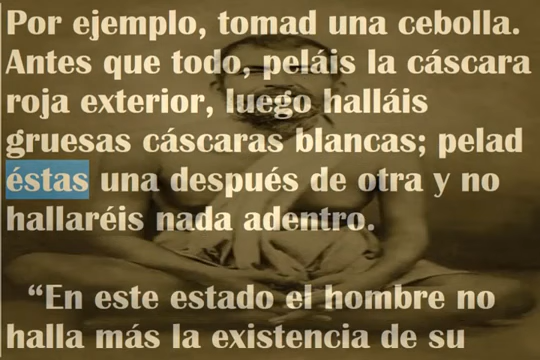 Por ejemplo, tomad una cebolla.
Antes que todo, peláis la cáscara
roja exterior, luego halláis
gruesas cáscaras blancas; pelad
éstas una después de otra y no
hallaréis nada adentro.
“En este estado el hombre no
halla más la existencia de su